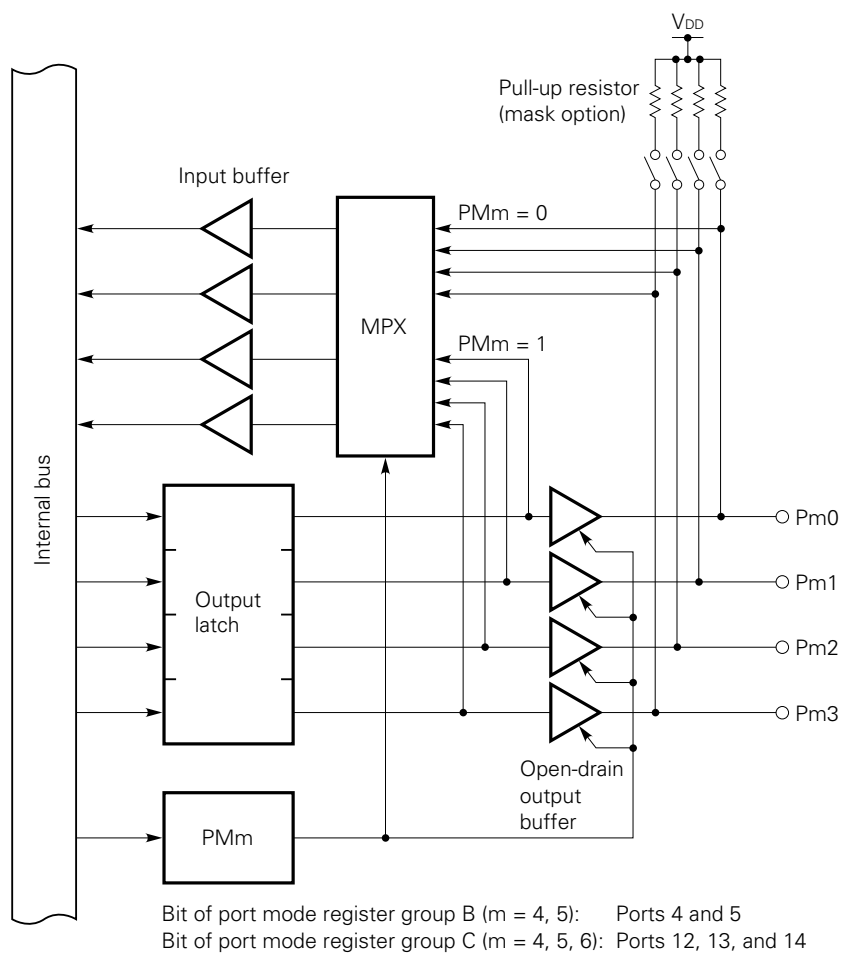 VDD
Pull-up resistor
(mask option)
Input buffer
PMm = 0
MPX
PMm = 1
Internal bus
Output
latch
Pm0
Pm1
Pm2
Pm3
Open-drain
output
buffer
PMm
Bit of port mode register group B (m = 4, 5): Ports 4 and 5
Bit of port mode register group C (m = 4, 5, 6): Ports 12, 13, and 14